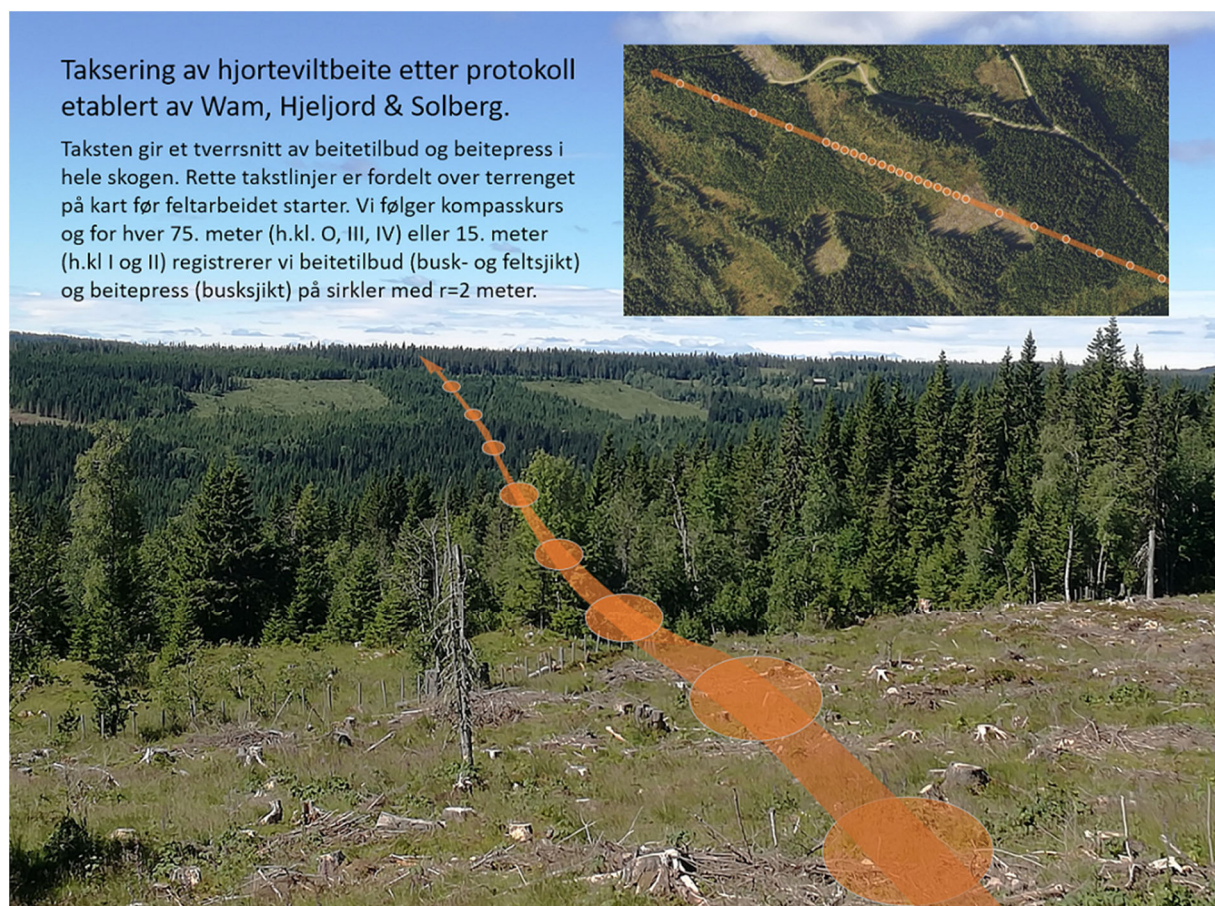 Taksering av hjorteviltbeite etter protokoll
etablert av Wam, Hjeljord & Solberg.
Taksten gir et tverrsnitt av beitetilbud og beitepress i
hele skogen. Rette takstlinjer er fordelt over terrenget
på kart før feltarbeidet starter. Vi følger kompasskurs
og for hver 75. meter (h.kl. O, III, IV) eller 15. meter
(h.kl I og II) registrerer vi beitetilbud (busk- og feltsjikt)
og beitepress (busksjikt) på sirkler med r=2 meter.